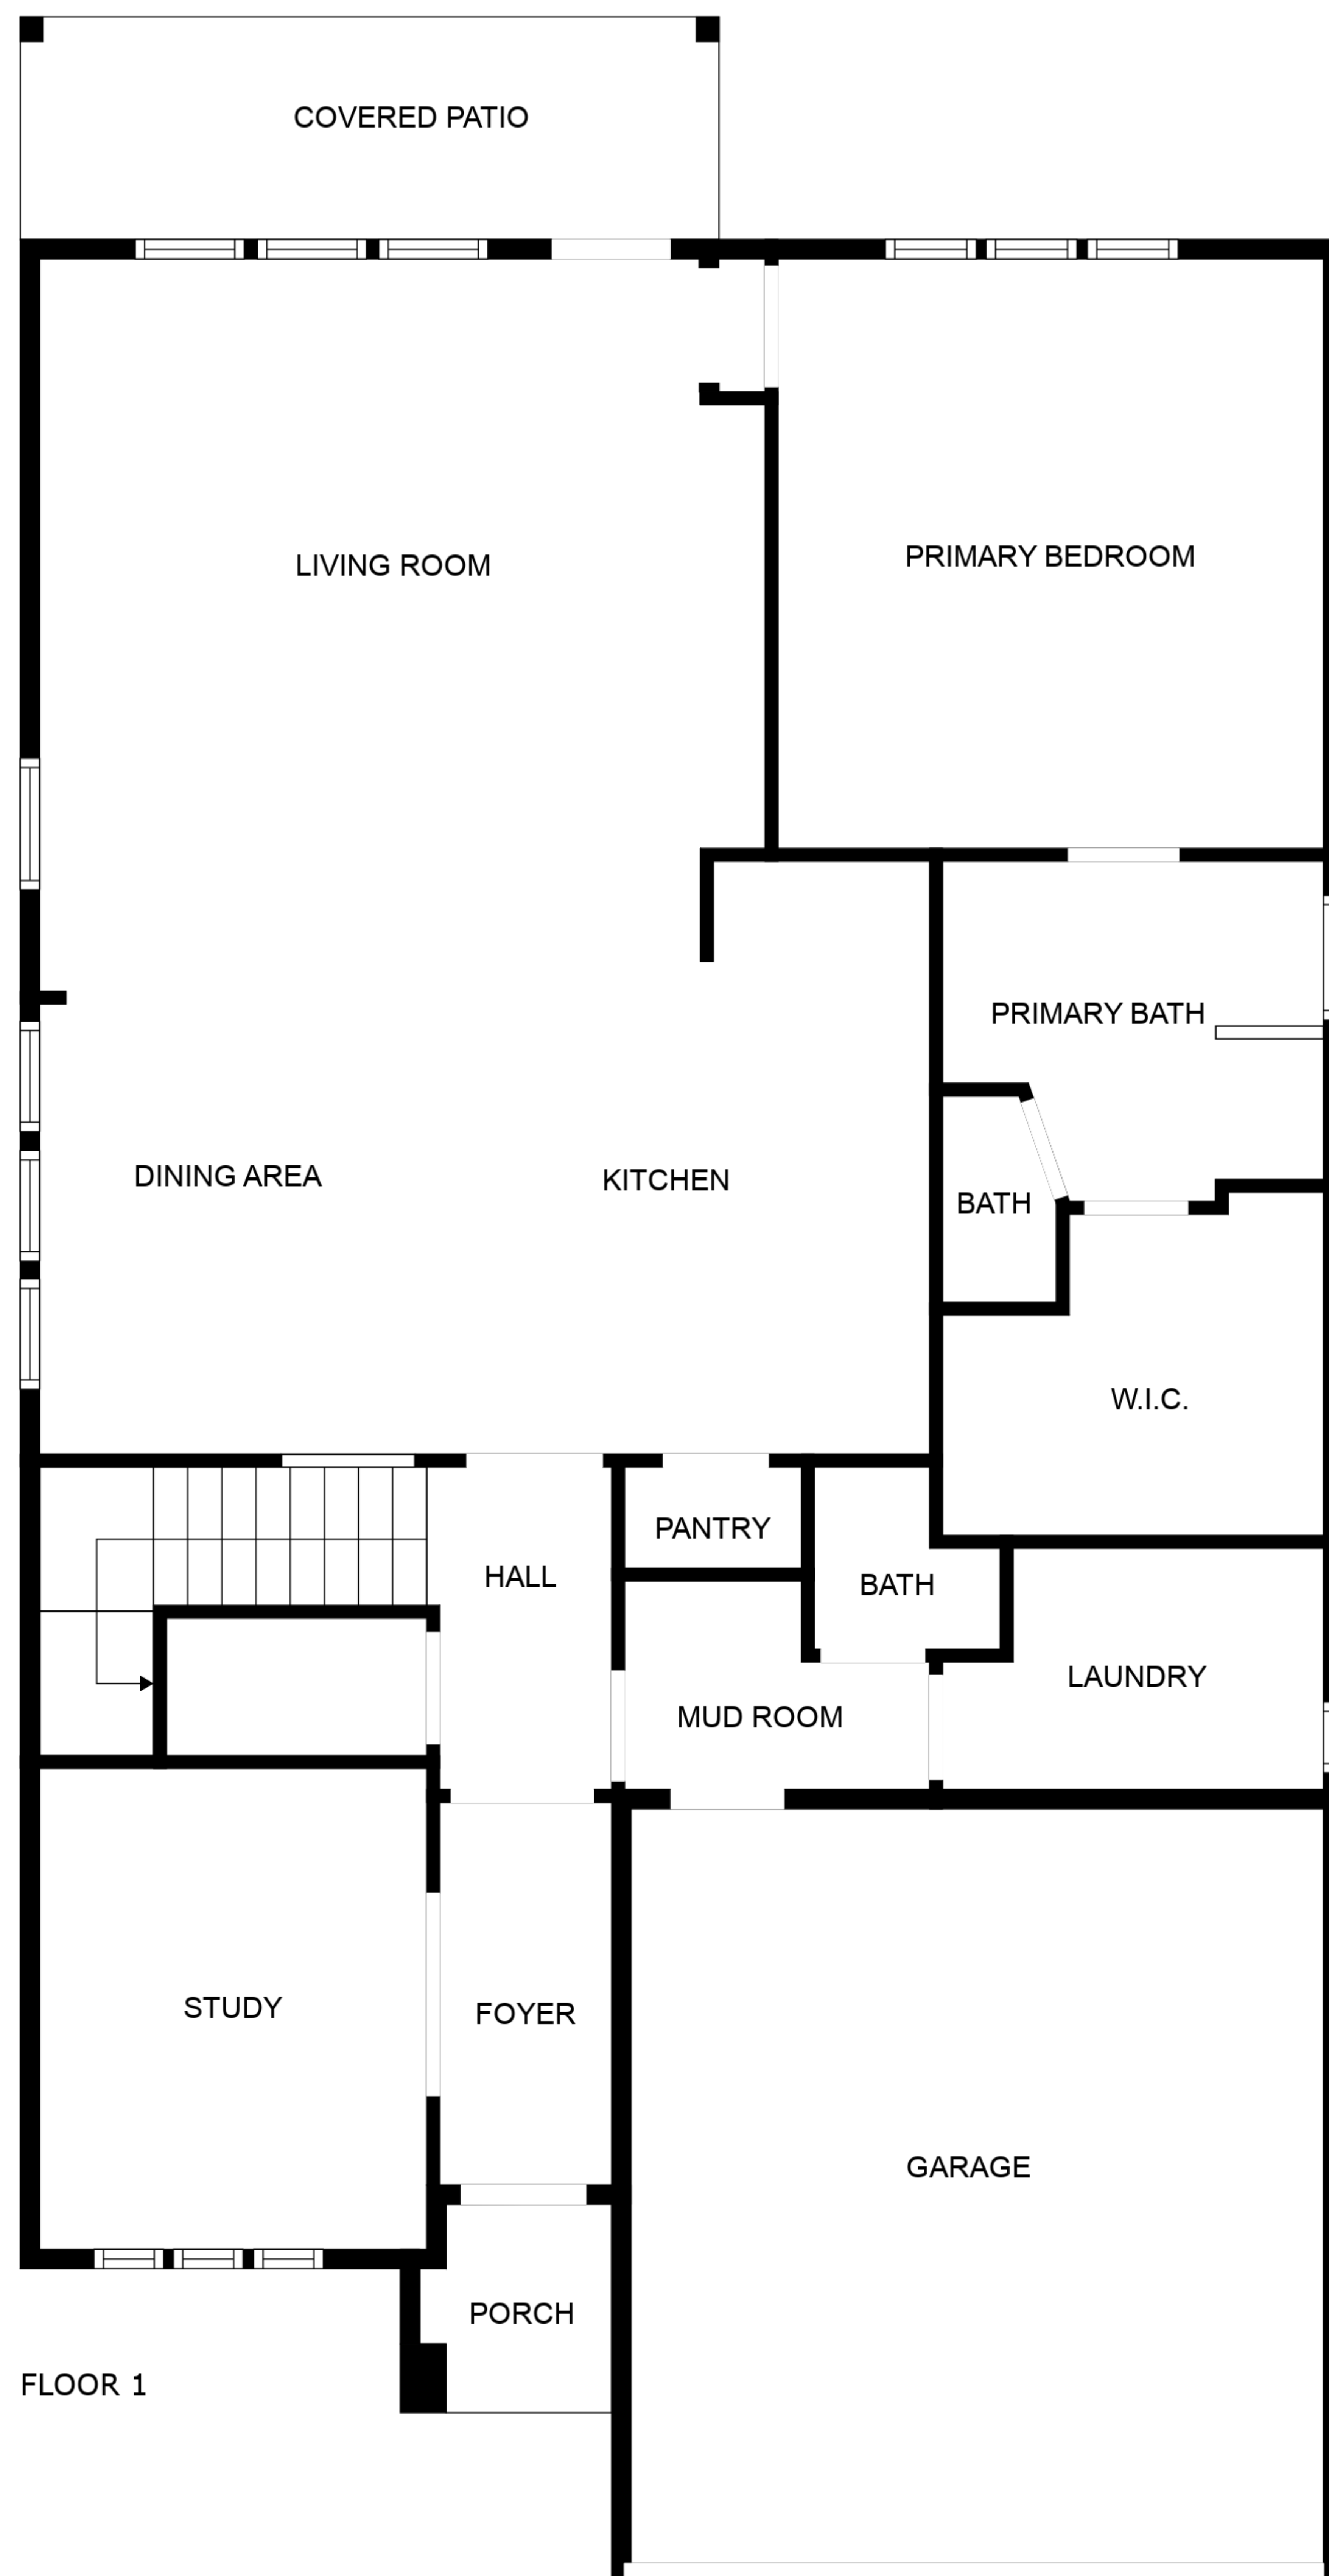 COVERED PATIO
LIVING ROOM
PRIMARY BEDROOM
PRIMARY BATH
DINING AREA
KITCHEN
BATH
W.I.C.
PANTRY
HALL
BATH
LAUNDRY
MUD ROOM
STUDY
FOYER
GARAGE
PORCH
FLOOR 1